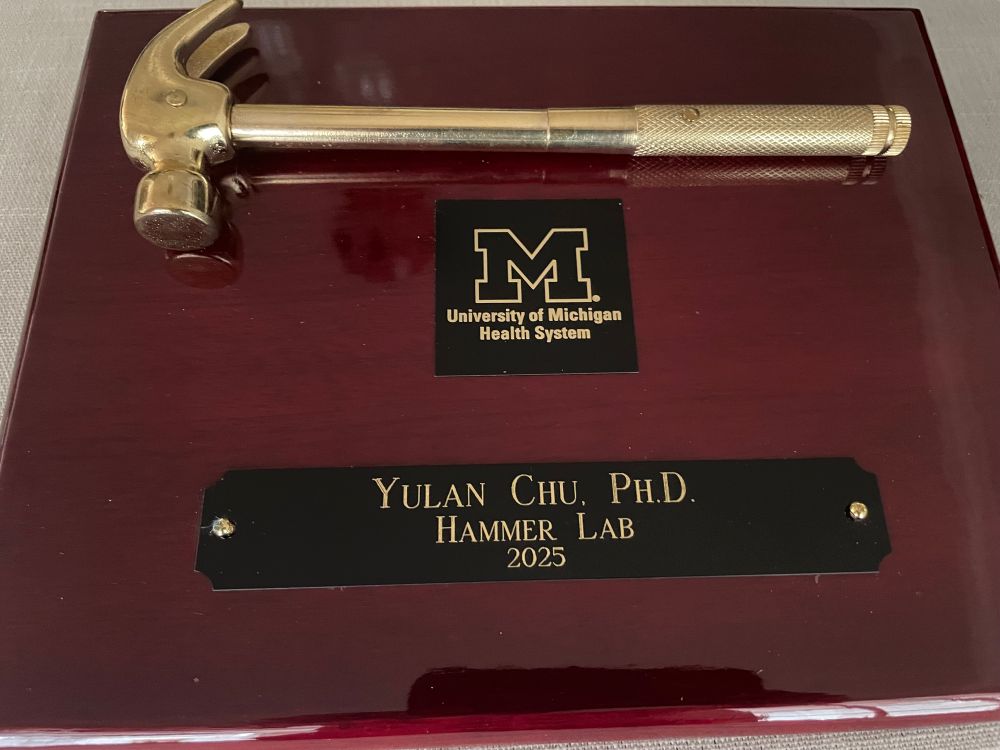 M
University of Michigan
Health System
YULAN CHU, PH.D.
HAMMER LAB
2025